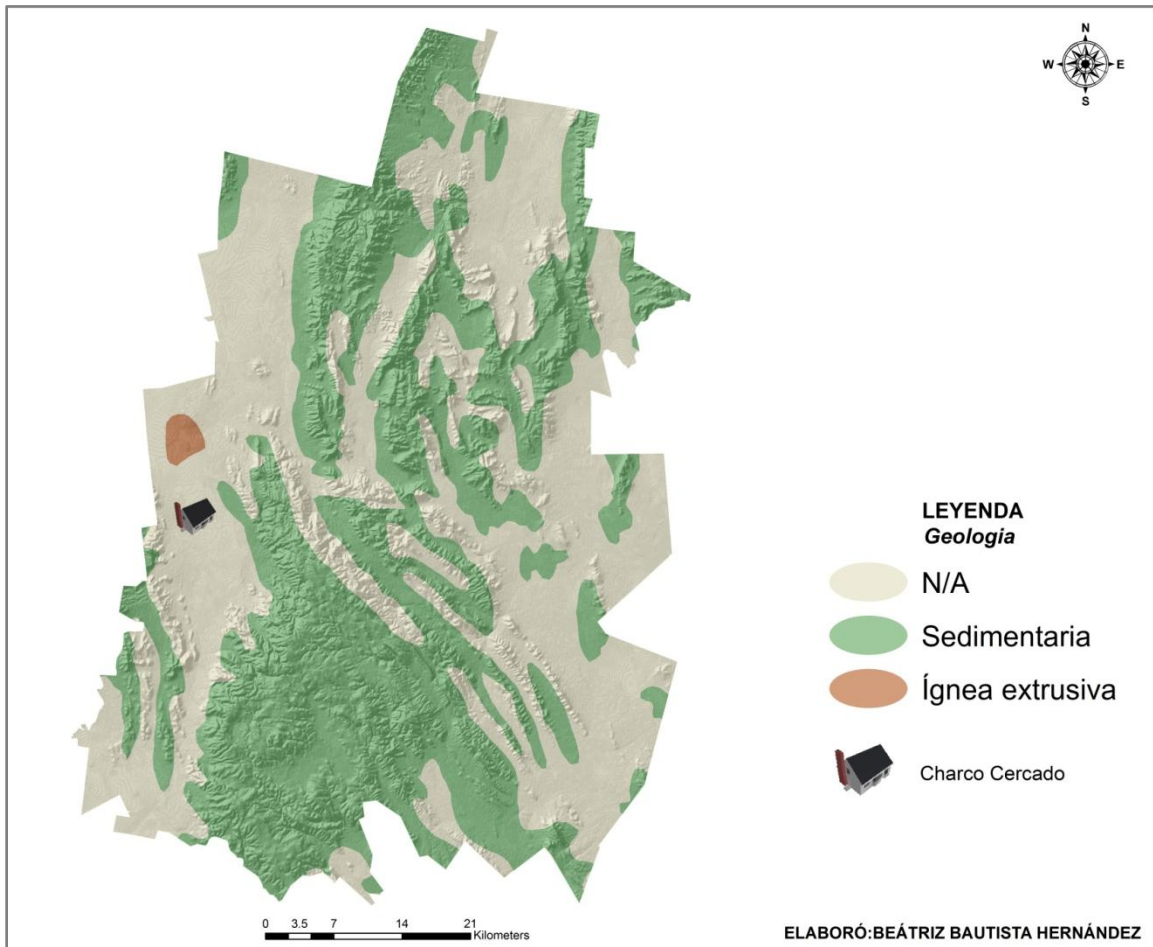 N
W E
S
LEYENDA
Geologia
N/A
Sedimentaria
Ígnea extrusiva
Charco Cercado
0 3.5 7 14 21
Kilometers
ELABORÓ:BEÁTRIZ BAUTISTA HERNÁNDEZ